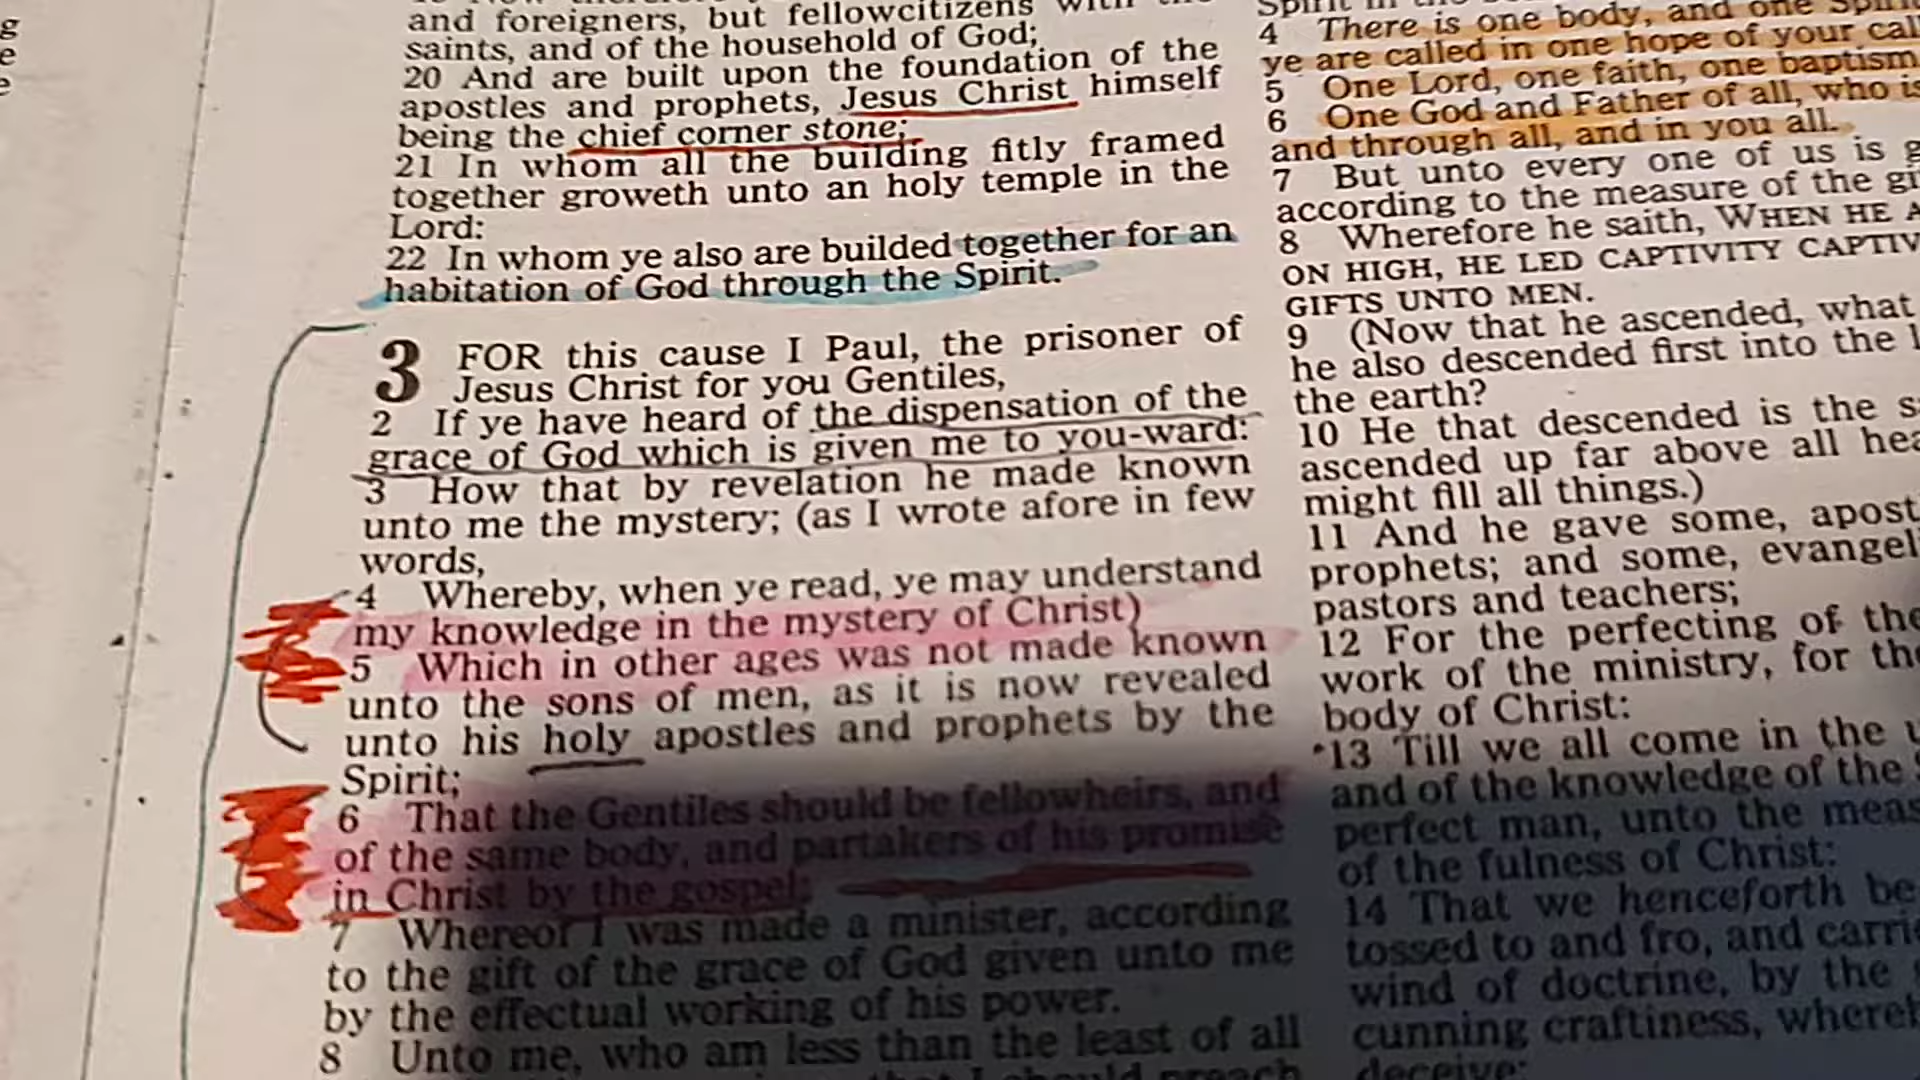 g
e
e
and foreigners, but fellowcitizens with the
saints, and of the household of God;
20 And are built upon the foundation of the
apostles and prophets, Jesus Christ himself
being the chief corner stone;
21 In whom all the building fitly framed
together groweth unto an holy temple in the
Lord:
22 In whom ye also are builded together for an
habitation of God through the Spirit.
3 FOR this cause I Paul, the prisoner of
Jesus Christ for you Gentiles,
2 If ye have heard of the dispensation of the
grace of God which is given me to you-ward:
3 How that by revelation he made known
unto me the mystery; (as I wrote afore in few
words,
4 Whereby, when ye read, ye may understand
my knowledge in the mystery of Christ)
5 Which in other ages was not made known
unto the sons of men, as it is now revealed
unto his holy apostles and prophets by the
Spirit;
6 That the Gentiles should be fellowheirs, and
of the same body, and partakers of his promise
in Christ by the gospel:
7 Whereof I was made a minister, according
to the gift of the grace of God given unto me
by the effectual working of his power.
8 Unto me, who am less than the least of all
that I should preach
4 There is one body, and one
ye are called in one hope of your
5 One Lord, one faith, one baptism
6 One God and Father of all, who is
and through all, and in you all.
7 But unto every one of us is
according to the measure of the
8 Wherefore he saith, WHEN HE
ON HIGH, HE LED CAPTIVITY
GIFTS UNTO MEN.
9 (Now that he ascended, what
he also descended first into the
the earth?
10 He that descended is the
ascended up far above all
might fill all things.)
11 And he gave some,
prophets; and some,
pastors and teachers;
12 For the perfecting of the
work of the ministry, for
body of Christ:
13 Till we all come in the
and of the knowledge of the
perfect man, unto the
of the fulness of Christ:
14 That we henceforth be
tossed to and fro, and
wind of doctrine, by the
cunning craftiness,
deceive: